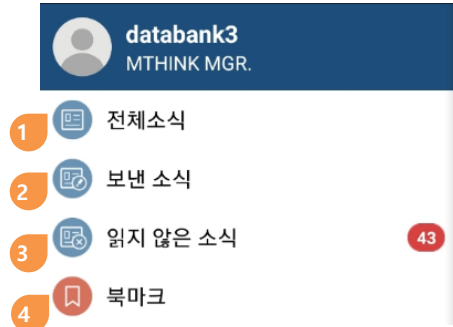 databank3
MTHINK MGR.
1 전체소식
2 보낸 소식
3 읽지 않은 소식 43
4 북마크